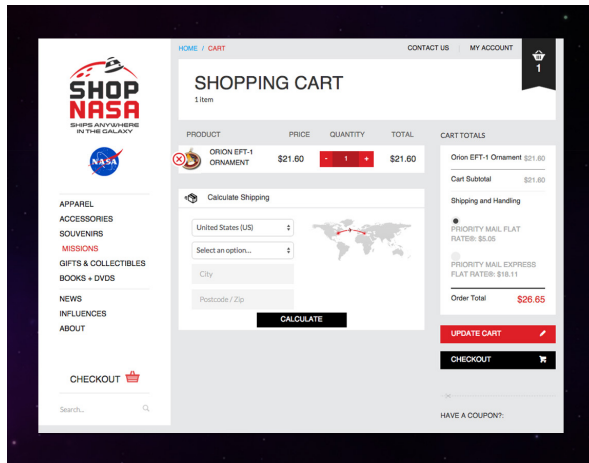 SHOP
NASA
SHIPS ANYWHERE
IN THE GALAXY
NASA
APPAREL
ACCESSORIES
SOUVENIRS
MISSIONS
GIFTS & COLLECTIBLES
BOOKS + DVDS
NEWS
INFLUENCES
ABOUT
CHECKOUT
Search..
HOME / CART
CONTACT US
MY ACCOUNT
1
SHOPPING CART
1 item
PRODUCT PRICE QUANTITY TOTAL
ORION EFT-1
ORNAMENT
$21.60
- 1 +
$21.60
Calculate Shipping
United States (US)
Select an option...
City
Postcode / Zip
CALCULATE
CART TOTALS
Orion EFT-1 Ornament $21.60
Cart Subtotal $21.60
Shipping and Handling
PRIORITY MAIL FLAT
RATE®: $5.05
PRIORITY MAIL EXPRESS
FLAT RATE®: $18.11
Order Total $26.65
UPDATE CART
CHECKOUT
HAVE A COUPON?: